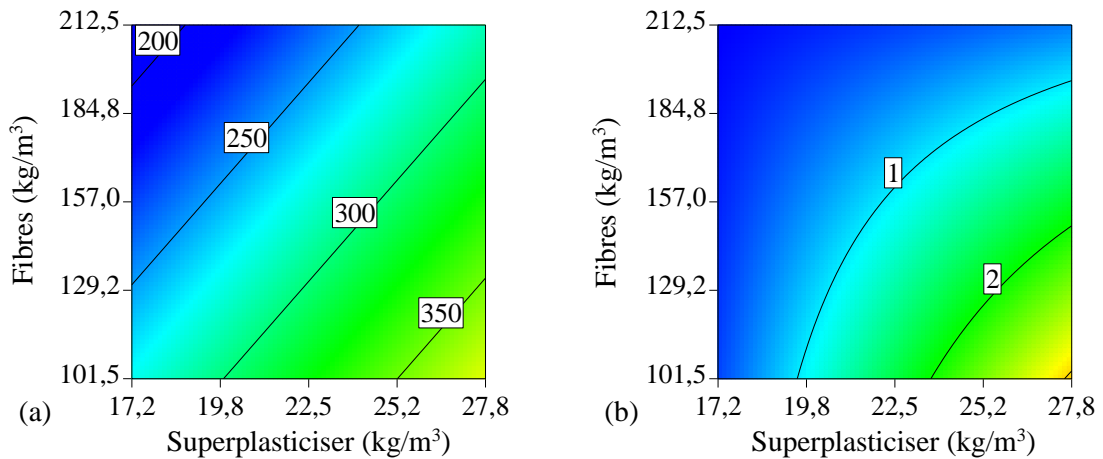 212,5
184,8
157,0
129,2
101,5
Fibres (kg/m³)
200
250
300
350
17,2 19,8 22,5 25,2 27,8
Superplasticiser (kg/m³)
(a)
212,5
184,8
157,0
129,2
101,5
Fibres (kg/m³)
1
2
17,2 19,8 22,5 25,2 27,8
Superplasticiser (kg/m³)
(b)